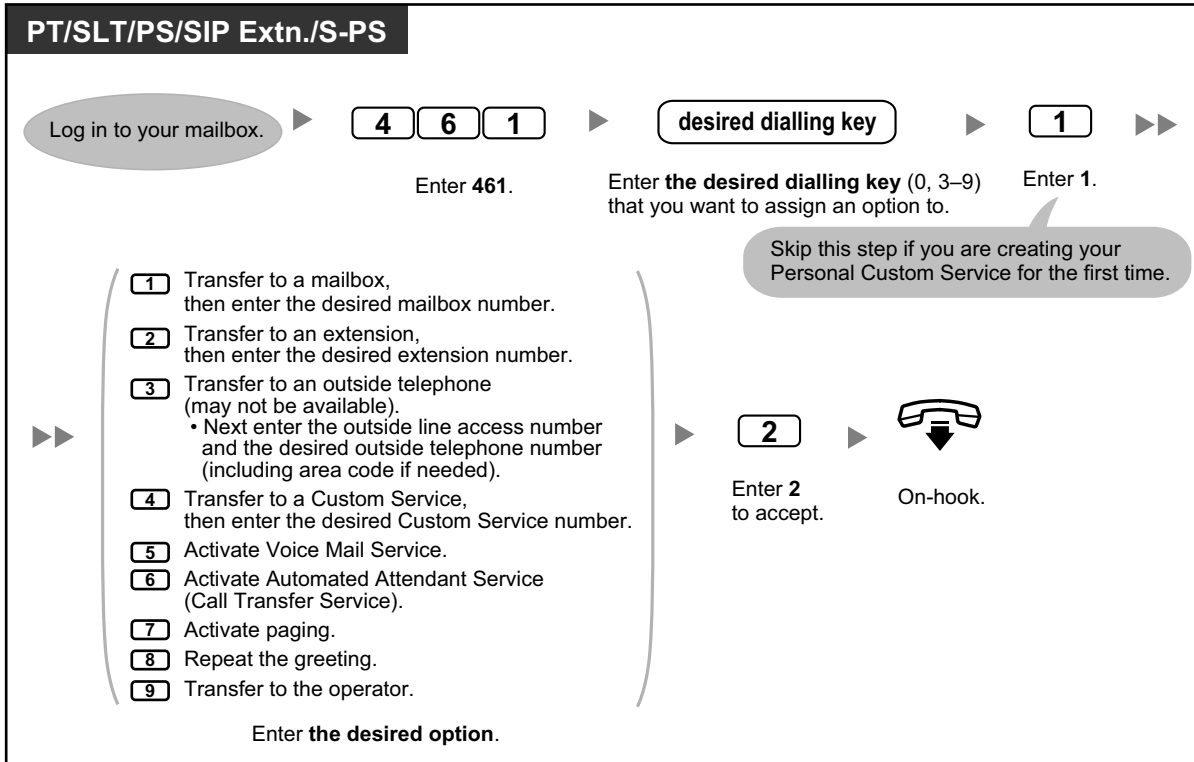 PT/SLT/PS/SIP Extn./S-PS
Log in to your mailbox.
4 6 1
desired dialling key
1
Enter 461.
Enter the desired dialling key (0, 3–9)
that you want to assign an option to.
Enter 1.
Skip this step if you are creating your
Personal Custom Service for the first time.
1 Transfer to a mailbox,
then enter the desired mailbox number.
2 Transfer to an extension,
then enter the desired extension number.
3 Transfer to an outside telephone
(may not be available).
• Next enter the outside line access number
and the desired outside telephone number
(including area code if needed).
4 Transfer to a Custom Service,
then enter the desired Custom Service number.
5 Activate Voice Mail Service.
6 Activate Automated Attendant Service
(Call Transfer Service).
7 Activate paging.
8 Repeat the greeting.
9 Transfer to the operator.
Enter the desired option.
2
Enter 2
to accept.
On-hook.